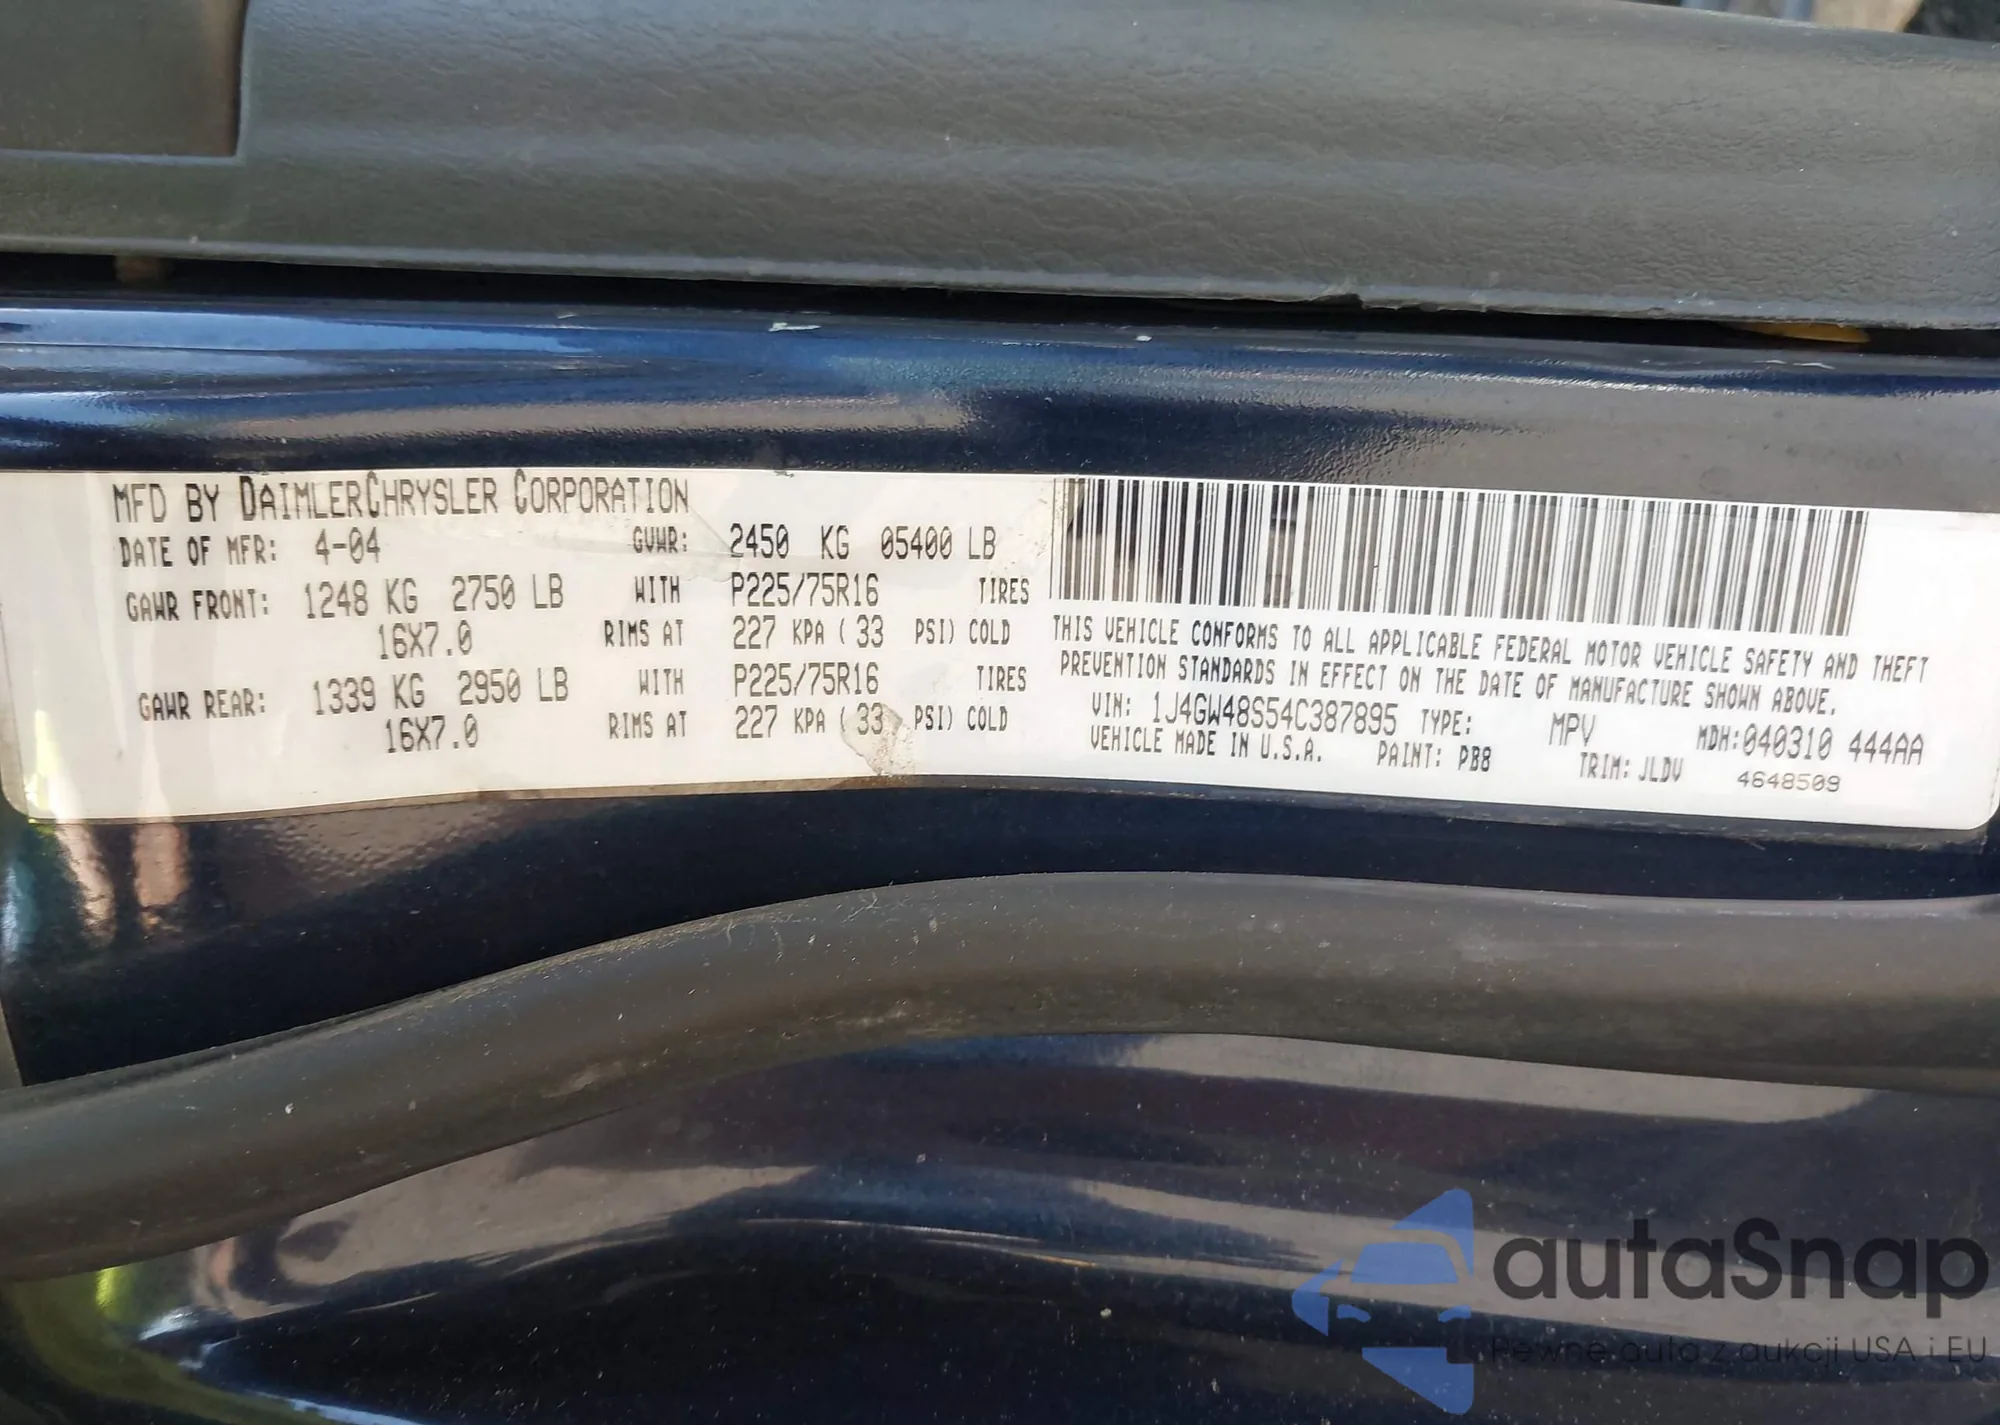 MFD BY DAIMLERCHRYSLER CORPORATION
DATE OF MFR: 4-04 GVWR: 2450 KG 05400 LB
GAWR FRONT: 1248 KG 2750 LB WITH P225/75R16 TIRES
16X7.0 RIMS AT 227 KPA ( 33 PSI) COLD
GAWR REAR: 1339 KG 2950 LB WITH P225/75R16 TIRES
16X7.0 RIMS AT 227 KPA ( 33 PSI) COLD
THIS VEHICLE CONFORMS TO ALL APPLICABLE FEDERAL MOTOR VEHICLE SAFETY AND THEFT
PREVENTION STANDARDS IN EFFECT ON THE DATE OF MANUFACTURE SHOWN ABOVE.
VIN: 1J4GW48S54C387895 TYPE: MPV MDH:040310 444AA
VEHICLE MADE IN U.S.A. PAINT: PB8 TRIM: JLDV 4648509
autaSnap
Pewne auta z aukcji USA i EU